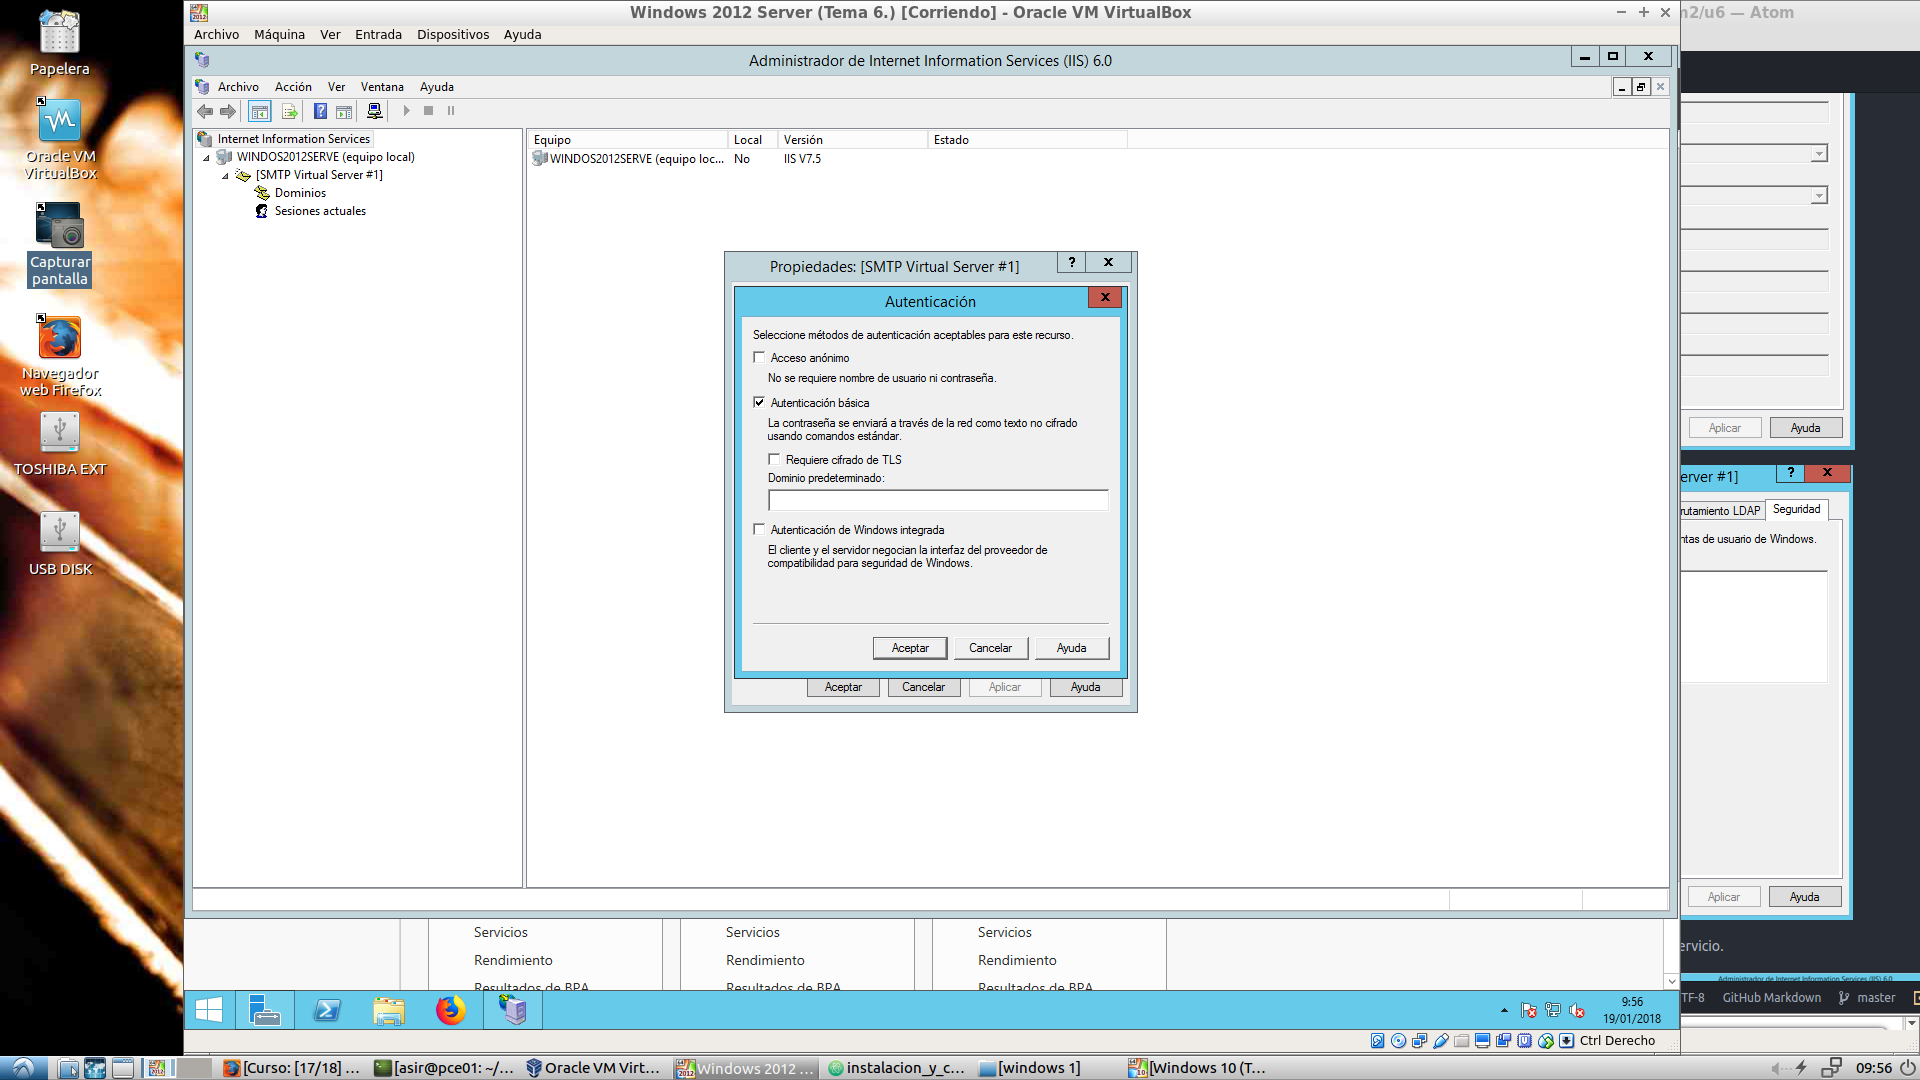 Windows 2012 Server (Tema 6.) [Corriendo] - Oracle VM VirtualBox
m2/u6 — Atom
Archivo Máquina Ver Entrada Dispositivos Ayuda
Administrador de Internet Information Services (IIS) 6.0
Archivo Acción Ver Ventana Ayuda
Internet Information Services
WINDOS2012SERVE (equipo local)
[SMTP Virtual Server #1]
Dominios
Sesiones actuales
Equipo Local Versión Estado
WINDOS2012SERVE (equipo loc... No IIS V7.5
Papelera
Oracle VM
VirtualBox
Capturar
pantalla
Navegador
web Firefox
TOSHIBA EXT
USB DISK
Propiedades: [SMTP Virtual Server #1]
Autenticación
Seleccione métodos de autenticación aceptables para este recurso.
Acceso anónimo
No se requiere nombre de usuario ni contraseña.
Autenticación básica
La contraseña se enviará a través de la red como texto no cifrado
usando comandos estándar.
Requiere cifrado de TLS
Dominio predeterminado:
Autenticación de Windows integrada
El cliente y el servidor negocian la interfaz del proveedor de
compatibilidad para seguridad de Windows.
Aceptar Cancelar Ayuda
Aceptar Cancelar Aplicar Ayuda
Aplicar Ayuda
erver #1]
rutamiento LDAP Seguridad
ntas de usuario de Windows.
Aplicar Ayuda
ervicio.
Administrador de Internet Information Services (IIS) 6.0
TF-8 GitHub Markdown master
Servicios Servicios Servicios
Rendimiento Rendimiento Rendimiento
Resultados de BPA Resultados de BPA Resultados de BPA
9:56
19/01/2018
Ctrl Derecho
[Curso: [17/18] ... [asir@pce01: ~/... Oracle VM Virt... Windows 2012 ... instalacion_y_c... [windows 1] [Windows 10 (T... 09:56